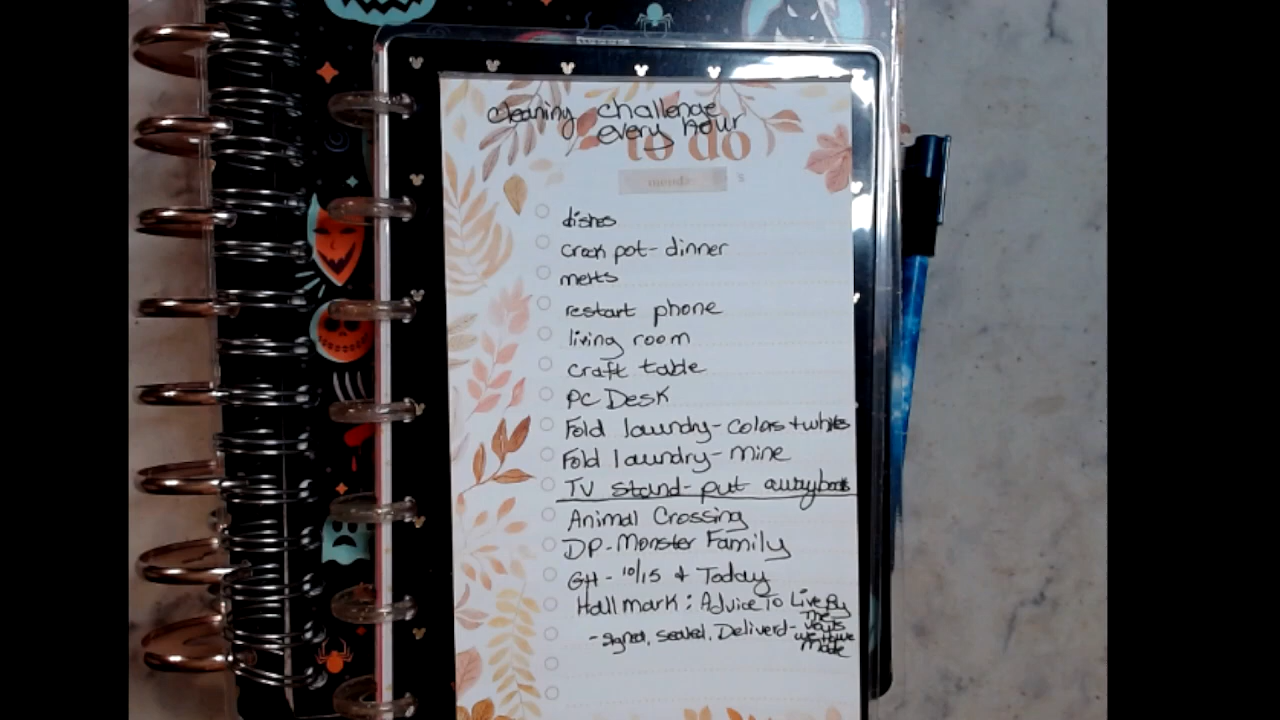 cleaning challenge
every hour
to do
dishes
crock pot - dinner
melts
restart phone
living room
craft table
PC Desk
Fold laundry - colors + whites
Fold laundry - mine
TV stand - put away books
Animal Crossing
DP - Monster Family
GH - 10/15 + Today
Hallmark: Advice To Live By
- signed, sealed, Deliverd - The
vows
we Have
Made